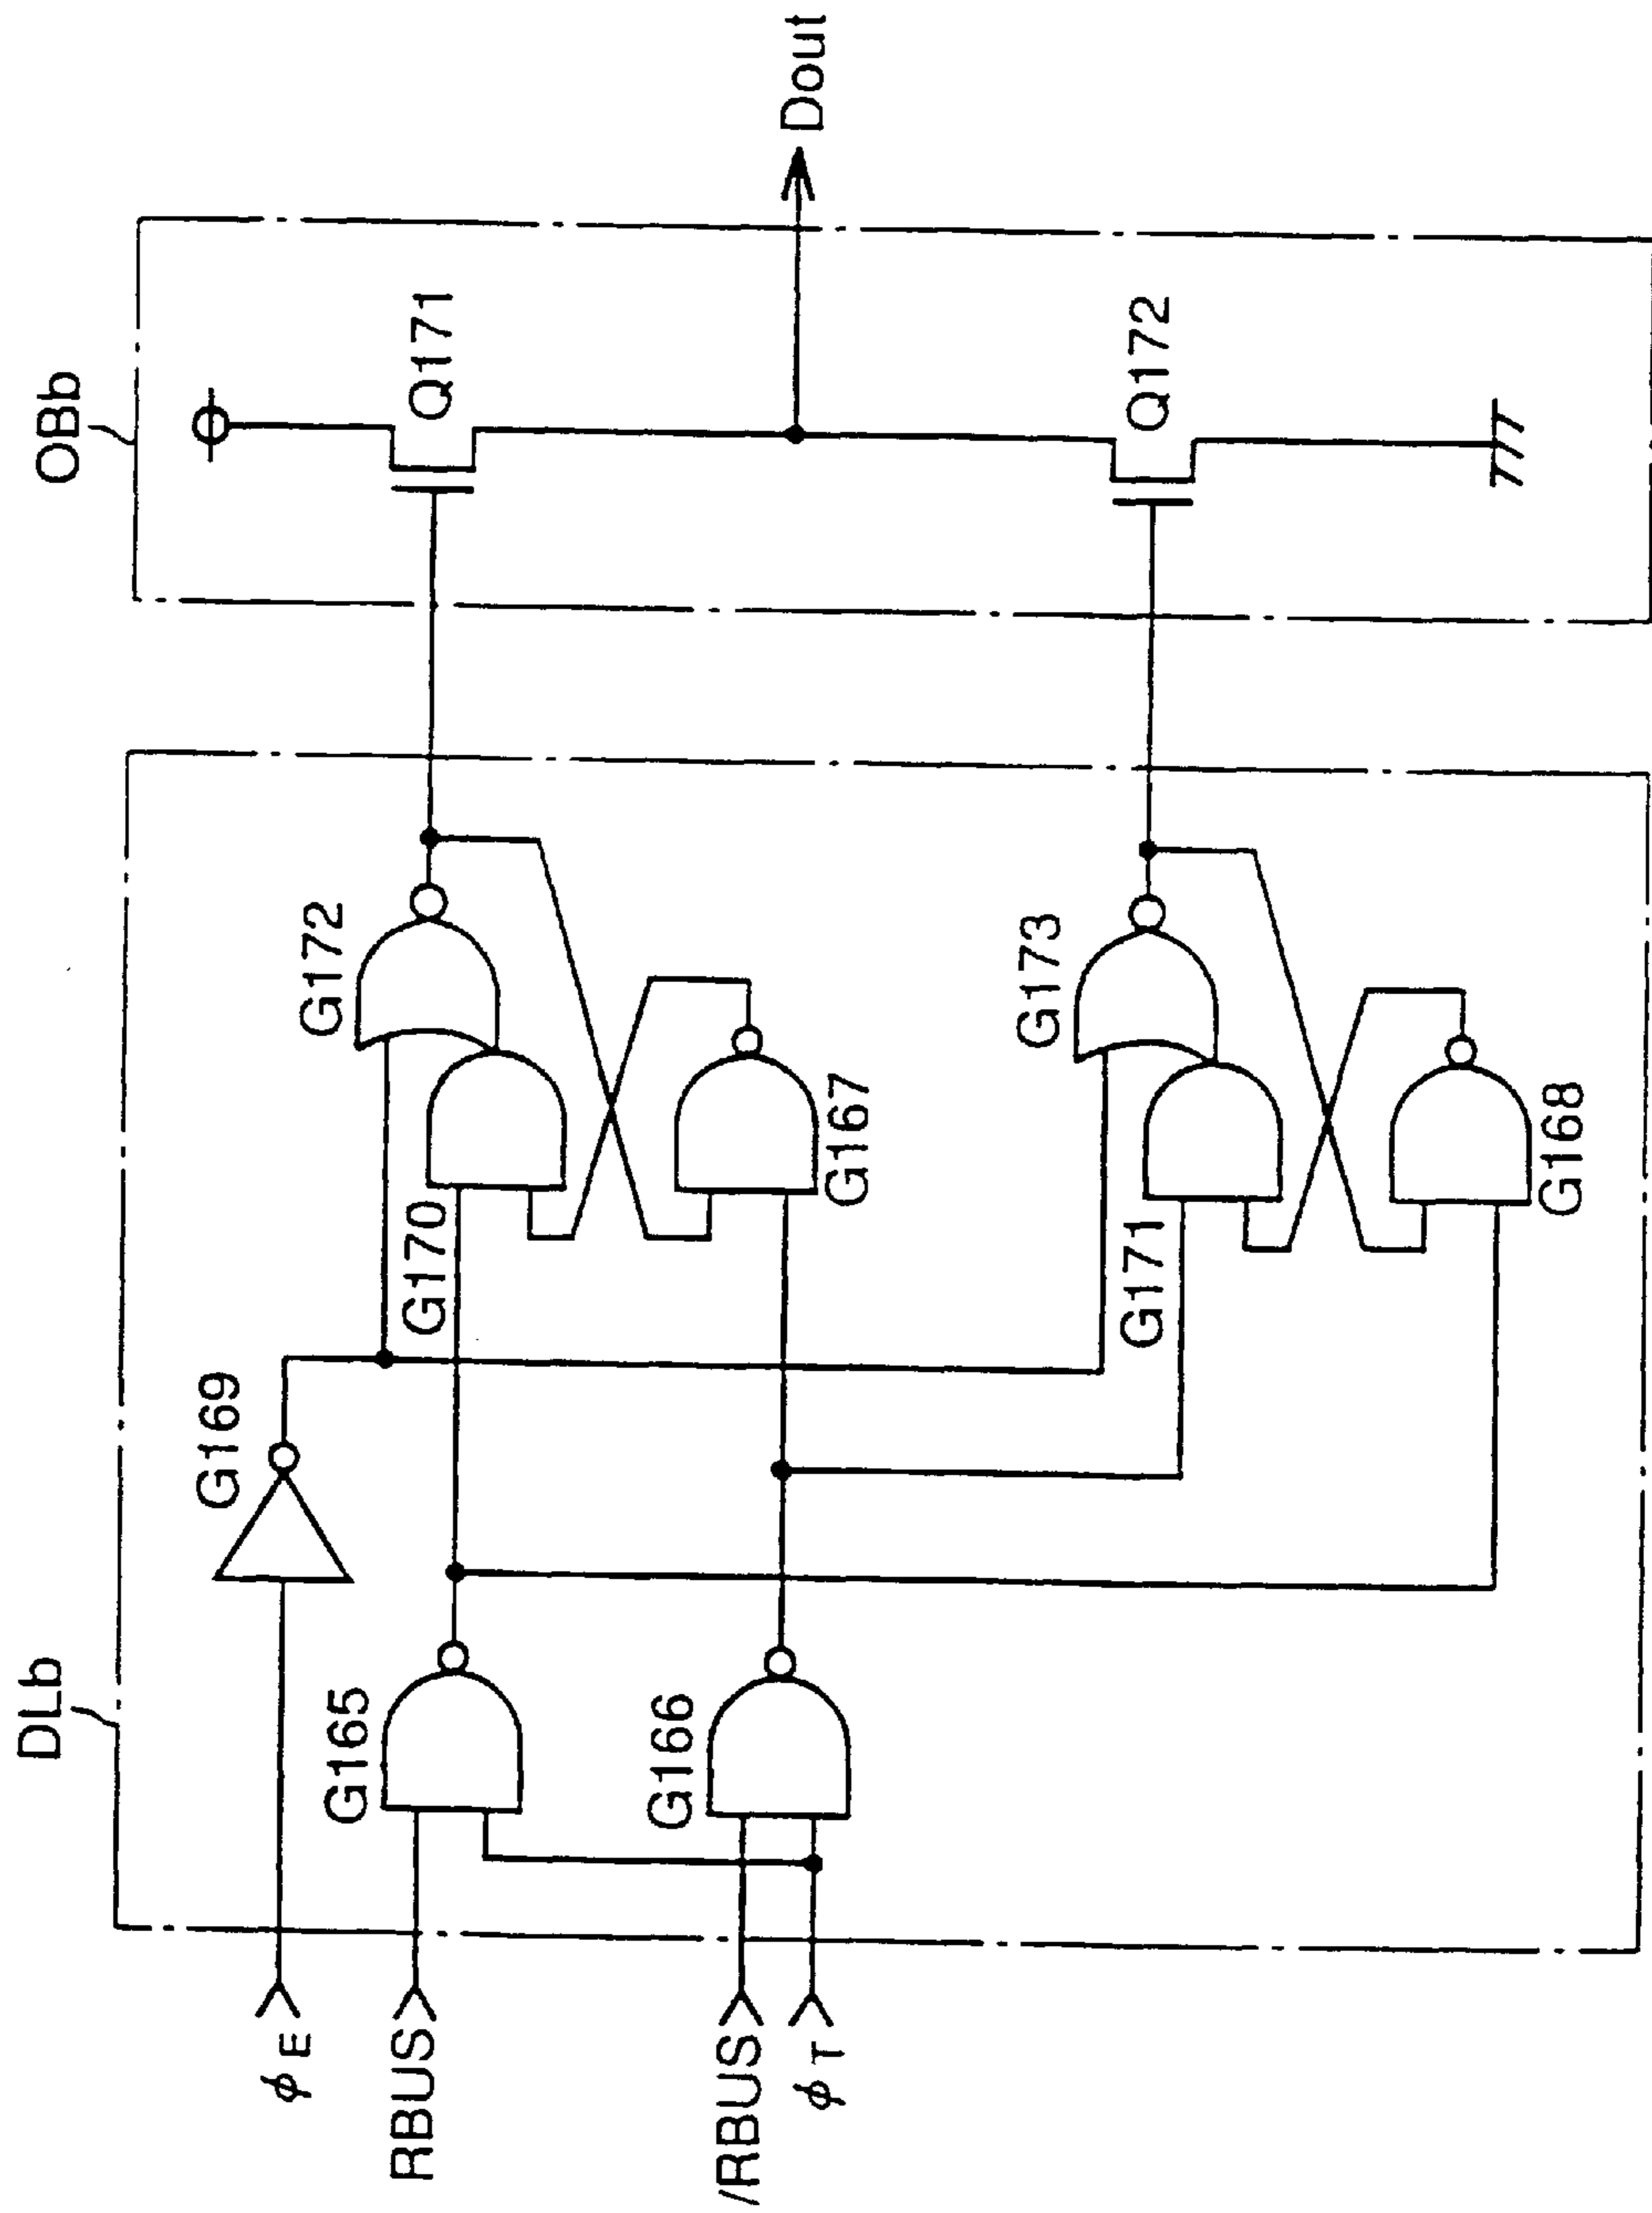 DLb
OBb
φE
RBUS
/RBUS
φT
G169
G165
G166
G170
G172
G167
G171
G173
G168
Q171
Q172
Dout